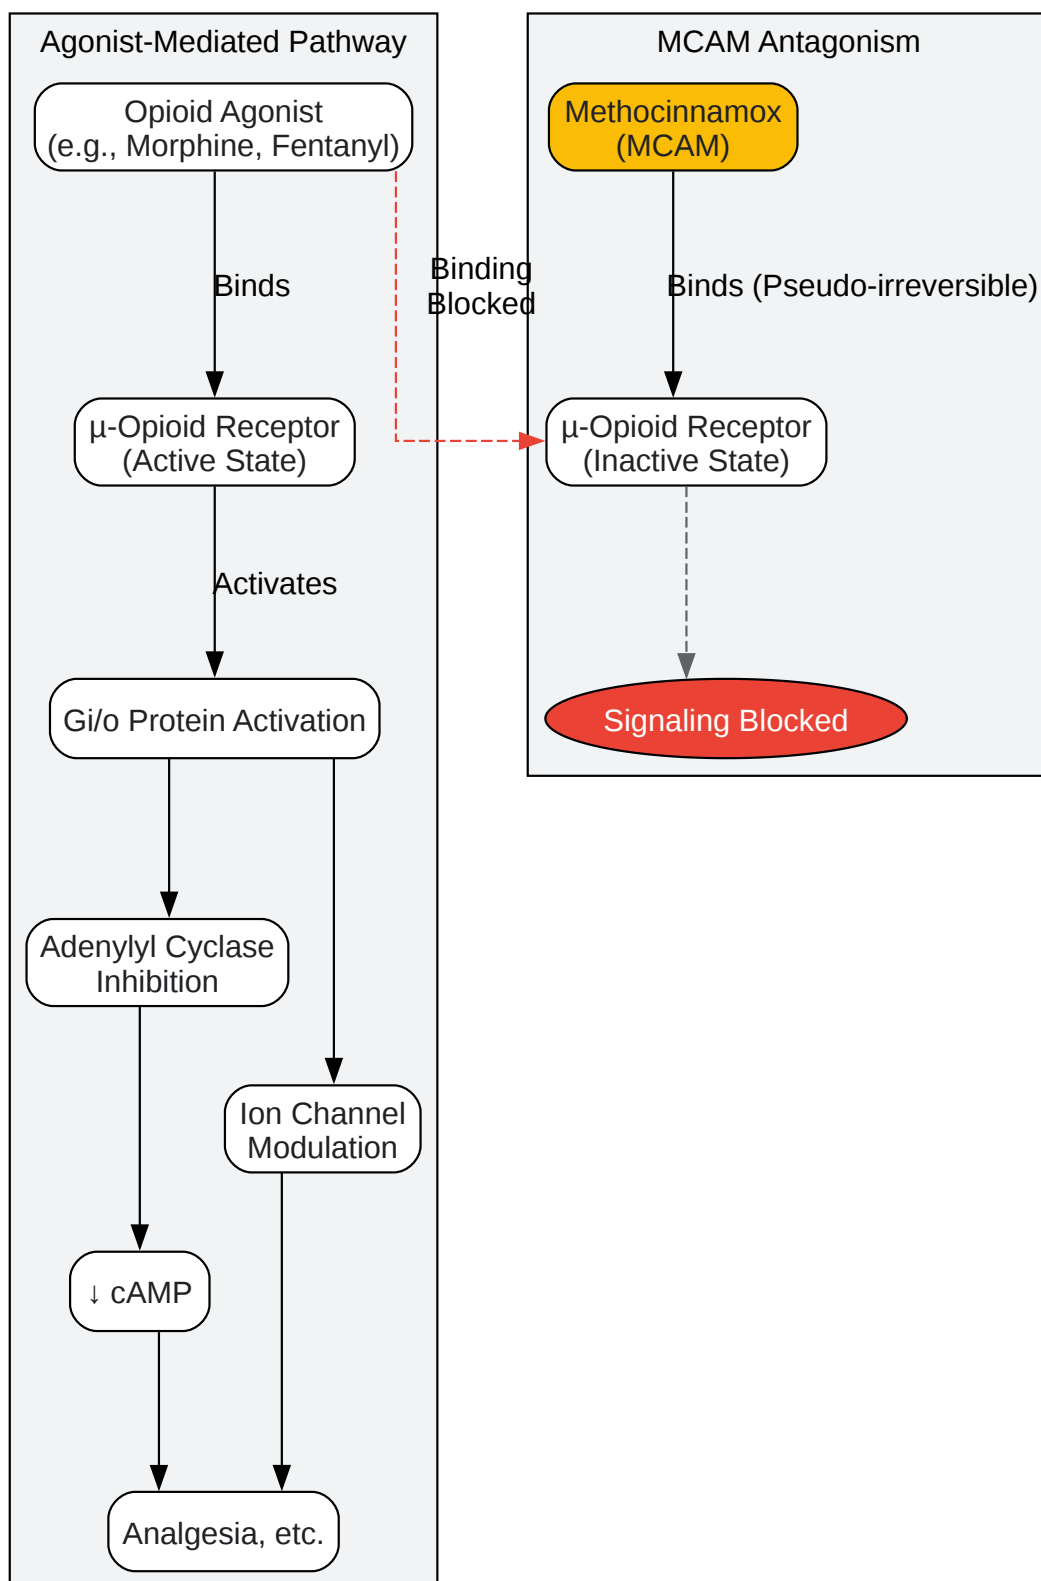 Agonist-Mediated Pathway
Opioid Agonist
(e.g., Morphine, Fentanyl)
Binds
µ-Opioid Receptor
(Active State)
Activates
Gi/o Protein Activation
Adenylyl Cyclase
Inhibition
Ion Channel
Modulation
↓ cAMP
Analgesia, etc.
Binding
Blocked
MCAM Antagonism
Methocinnamox
(MCAM)
Binds (Pseudo-irreversible)
µ-Opioid Receptor
(Inactive State)
Signaling Blocked